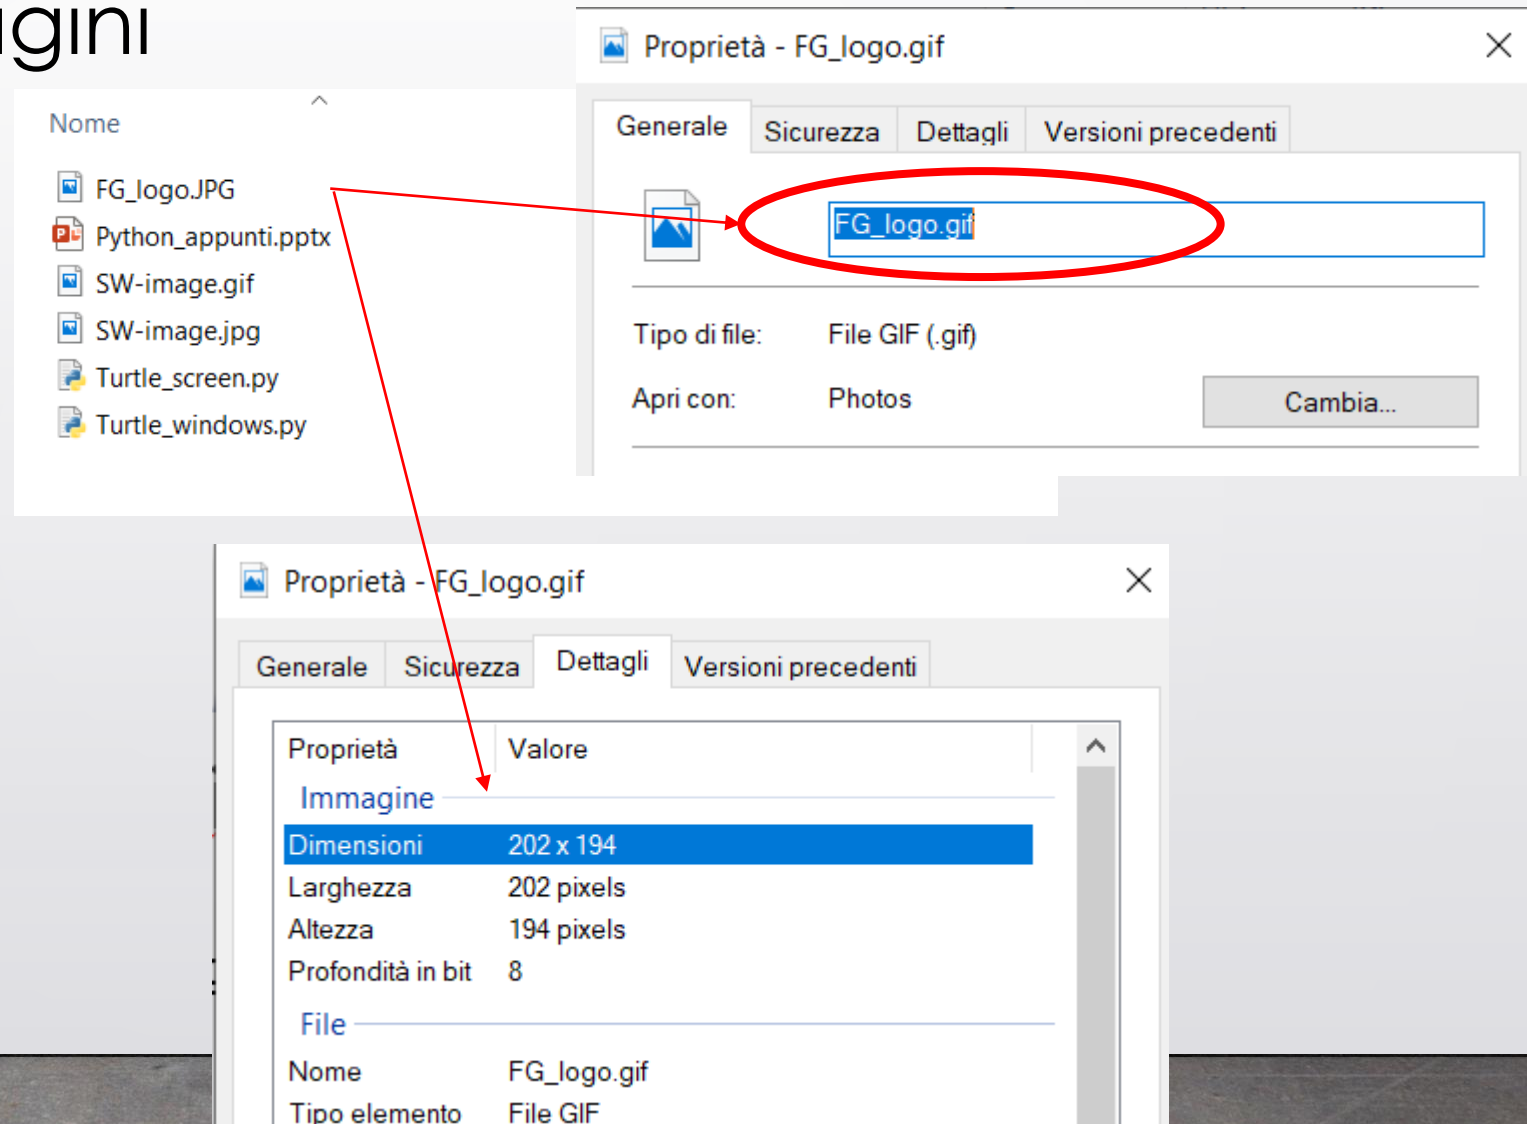 agini
Nome
FG_logo.JPG
Python_appunti.pptx
SW-image.gif
SW-image.jpg
Turtle_screen.py
Turtle_windows.py
Proprietà - FG_logo.gif
Generale Sicurezza Dettagli Versioni precedenti
FG_logo.gif
Tipo di file: File GIF (.gif)
Apri con: Photos Cambia...
Proprietà - FG_logo.gif
Generale Sicurezza Dettagli Versioni precedenti
Proprietà Valore
Immagine
Dimensioni 202 x 194
Larghezza 202 pixels
Altezza 194 pixels
Profondità in bit 8
File
Nome FG_logo.gif
Tipo elemento File GIF